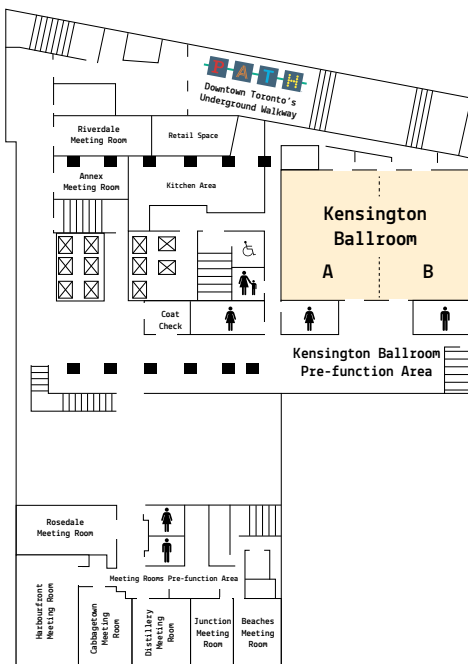 PATH
Downtown Toronto's
Underground Walkway
Riverdale
Meeting Room
Retail Space
Annex
Meeting Room
Kitchen Area
Kensington
Ballroom
A
B
Coat
Check
Kensington Ballroom
Pre-function Area
Rosedale
Meeting Room
Meeting Rooms Pre-function Area
Harbourfront
Meeting Room
Cabbagetown
Meeting
Room
Distillery
Meeting
Room
Junction
Meeting
Room
Beaches
Meeting
Room